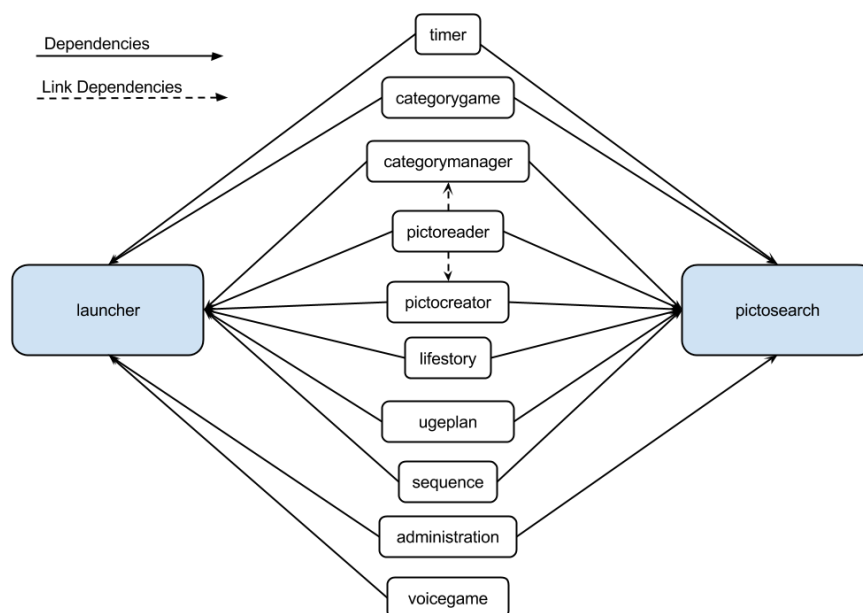 Dependencies
Link Dependencies
timer
categorygame
categorymanager
pictoreader
launcher
pictocreator
pictosearch
lifestory
ugeplan
sequence
administration
voicegame